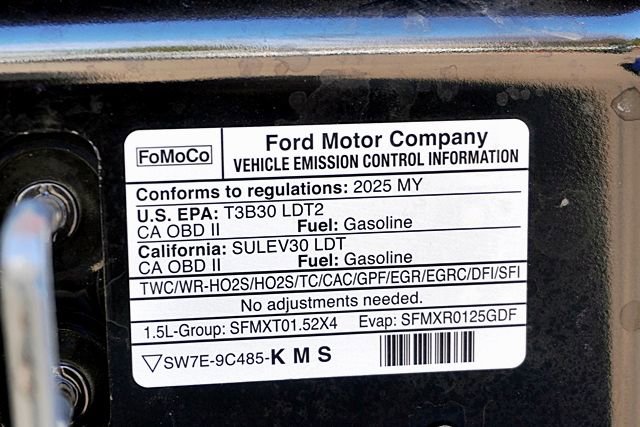 FoMoCo
Ford Motor Company
VEHICLE EMISSION CONTROL INFORMATION
Conforms to regulations: 2025 MY
U.S. EPA: T3B30 LDT2
CA OBD II Fuel: Gasoline
California: SULEV30 LDT
CA OBD II Fuel: Gasoline
TWC/WR-HO2S/HO2S/TC/CAC/GPF/EGR/EGRC/DFI/SFI
No adjustments needed.
1.5L-Group: SFMXT01.52X4 Evap: SFMXR0125GDF
SW7E-9C485-KMS